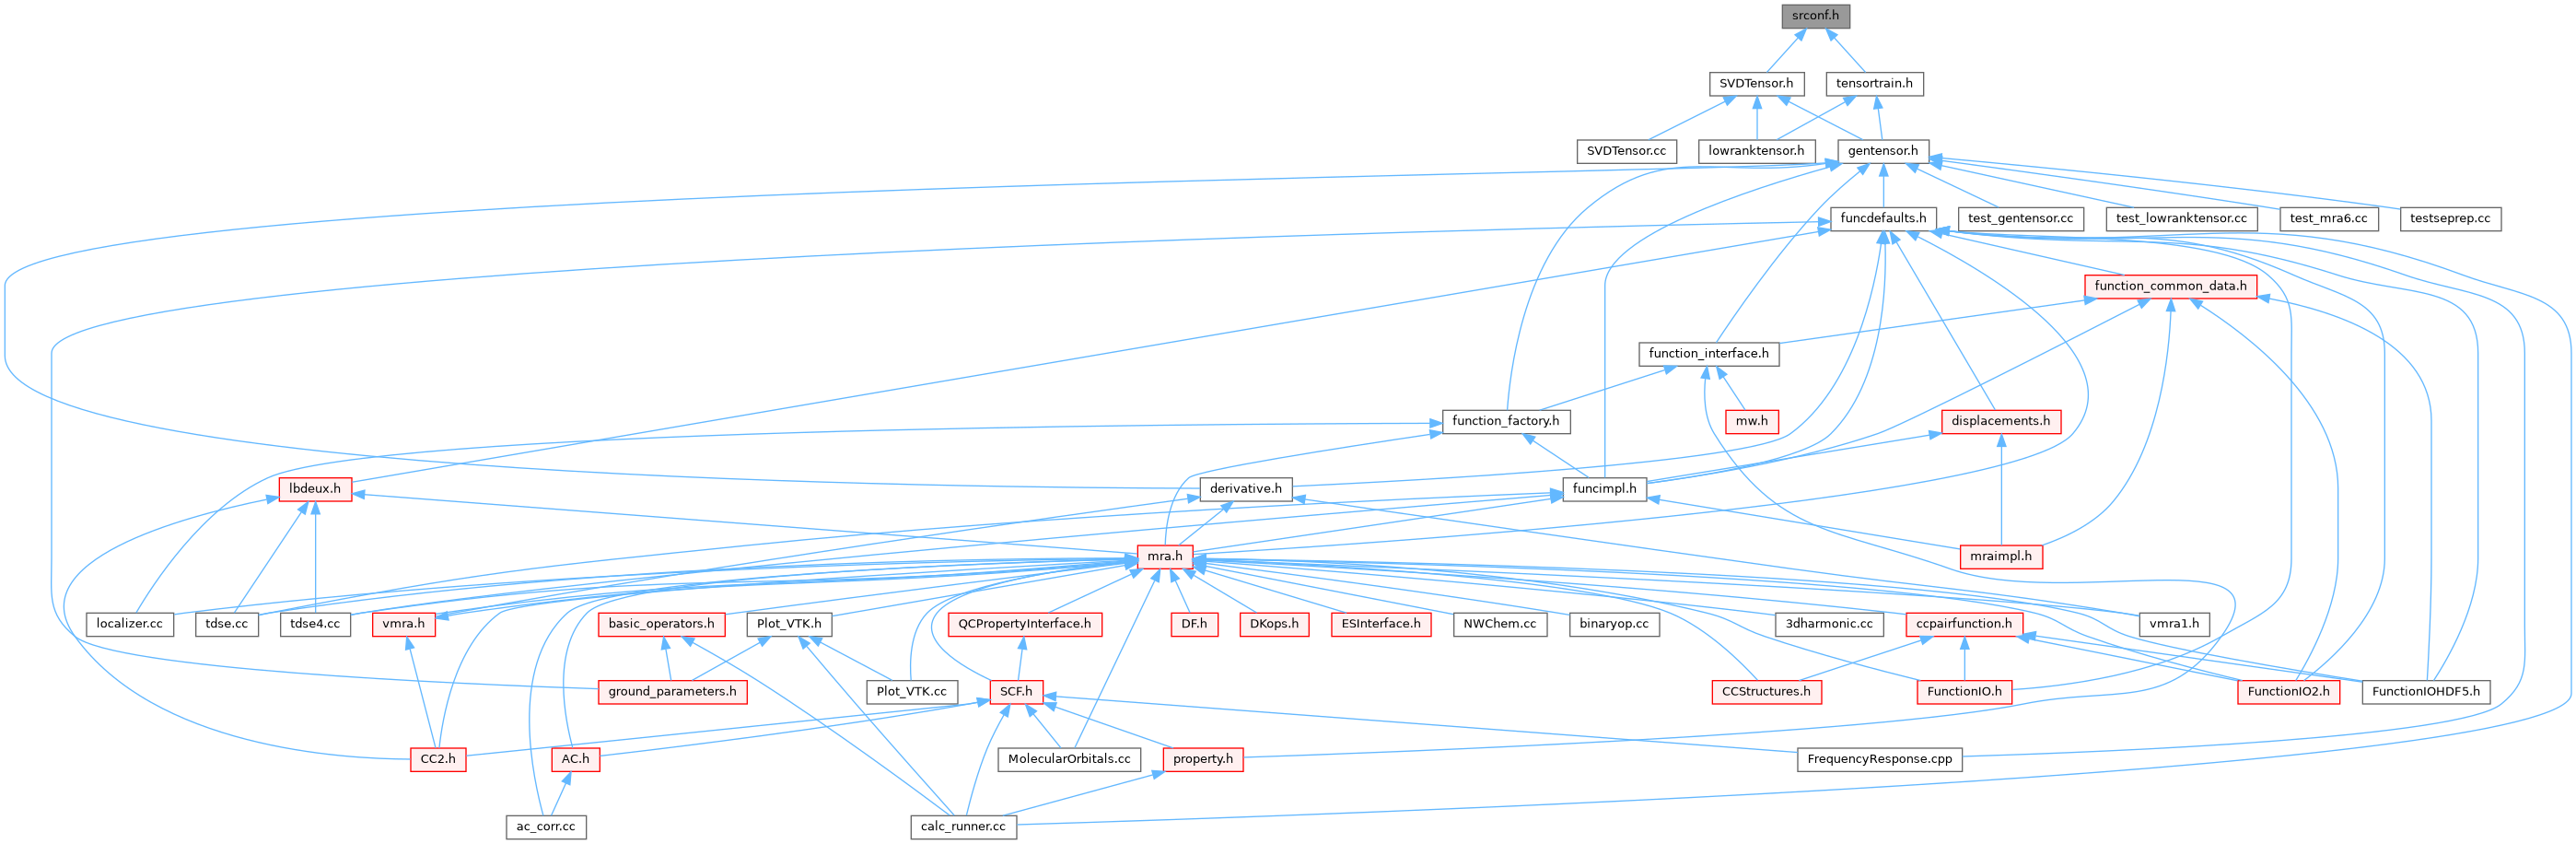 srconf.h
SVDTensor.h
tensortrain.h
SVDTensor.cc
lowranktensor.h
gentensor.h
funcdefaults.h
test_gentensor.cc
test_lowranktensor.cc
test_mra6.cc
testseprep.cc
function_common_data.h
function_interface.h
function_factory.h
mw.h
displacements.h
lbdeux.h
derivative.h
funcimpl.h
mra.h
mraimpl.h
localizer.cc
tdse.cc
tdse4.cc
vmra.h
basic_operators.h
Plot_VTK.h
QCPropertyInterface.h
DF.h
DKops.h
ESInterface.h
NWChem.cc
binaryop.cc
3dharmonic.cc
ccpairfunction.h
vmra1.h
ground_parameters.h
Plot_VTK.cc
SCF.h
CCStructures.h
FunctionIO.h
FunctionIO2.h
FunctionIOHDF5.h
CC2.h
AC.h
MolecularOrbitals.cc
property.h
FrequencyResponse.cpp
ac_corr.cc
calc_runner.cc